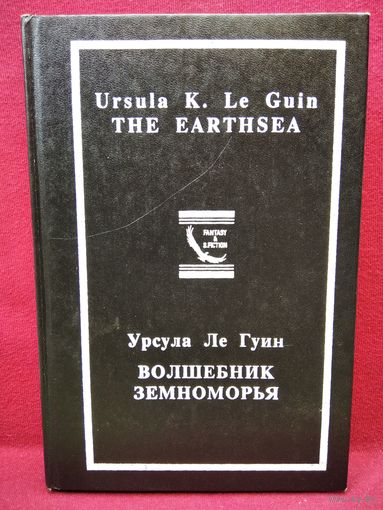 Ursula K. Le Guin
THE EARTHSEA
FANTASY
&
S.FICTION
Урсула Ле Гуин
ВОЛШЕБНИК
ЗЕМНОМОРЬЯ